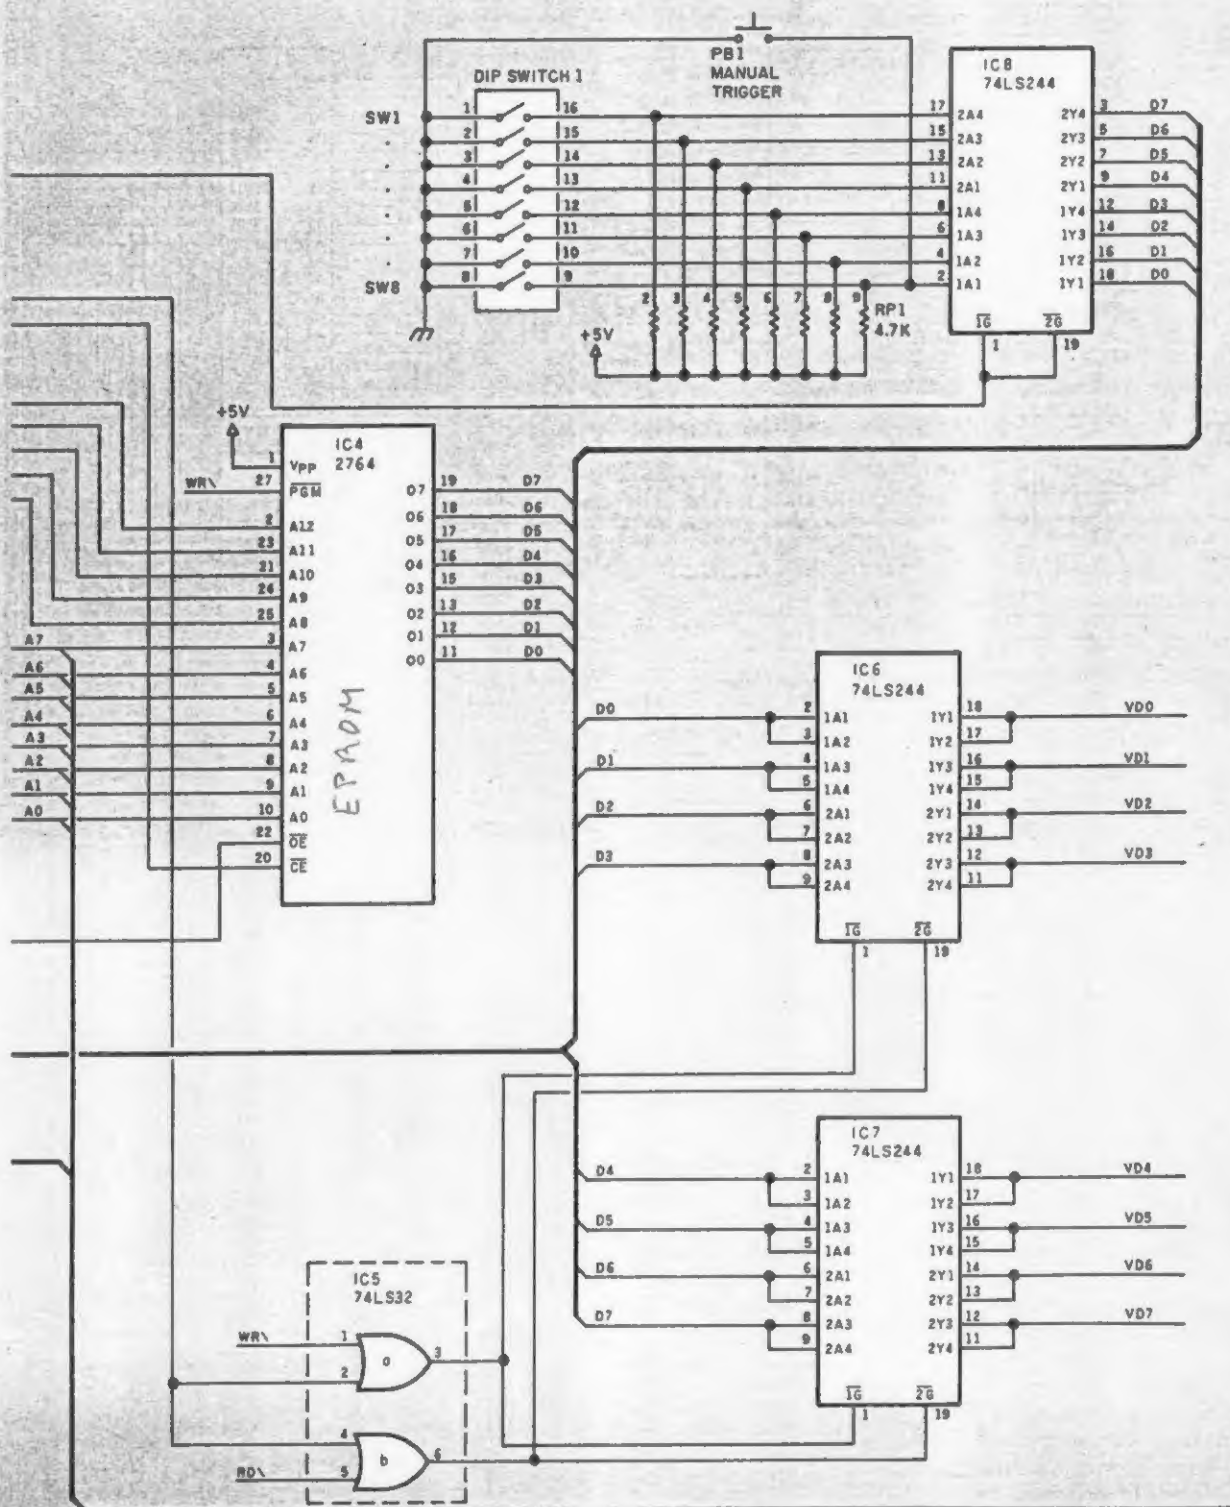 PB1
MANUAL
TRIGGER
IC8
74LS244
DIP SWITCH 1
SW1
SW8
1 16
2 15
3 14
4 13
5 12
6 11
7 10
8 9
17 2A4 2Y4 3 D7
15 2A3 2Y3 5 D6
13 2A2 2Y2 7 D5
11 2A1 2Y1 9 D4
8 1A4 1Y4 12 D3
6 1A3 1Y3 14 D2
4 1A2 1Y2 16 D1
2 1A1 1Y1 18 D0
1G 2G
1 19
2 3 4 5 6 7 8 9
RP1
4.7K
+5V
+5V
IC4
2764
1 VPP
WR\ 27 PGM
2 A12
23 A11
21 A10
24 A9
25 A8
A7 3 A7
A6 4 A6
A5 5 A5
A4 6 A4
A3 7 A3
A2 8 A2
A1 9 A1
A0 10 A0
22 OE
20 CE
O7 19 D7
O6 18 D6
O5 17 D5
O4 16 D4
O3 15 D3
O2 13 D2
O1 12 D1
O0 11 D0
EPROM
IC6
74LS244
D0 2 1A1 1Y1 18 VD0
3 1A2 1Y2 17
D1 4 1A3 1Y3 16 VD1
5 1A4 1Y4 15
D2 6 2A1 2Y1 14 VD2
7 2A2 2Y2 13
D3 8 2A3 2Y3 12 VD3
9 2A4 2Y4 11
1G 2G
1 19
IC7
74LS244
D4 2 1A1 1Y1 18 VD4
3 1A2 1Y2 17
D5 4 1A3 1Y3 16 VD5
5 1A4 1Y4 15
D6 6 2A1 2Y1 14 VD6
7 2A2 2Y2 13
D7 8 2A3 2Y3 12 VD7
9 2A4 2Y4 11
1G 2G
1 19
IC5
74LS32
WR\ 1 a 3
2
4 b 6
RD\ 5